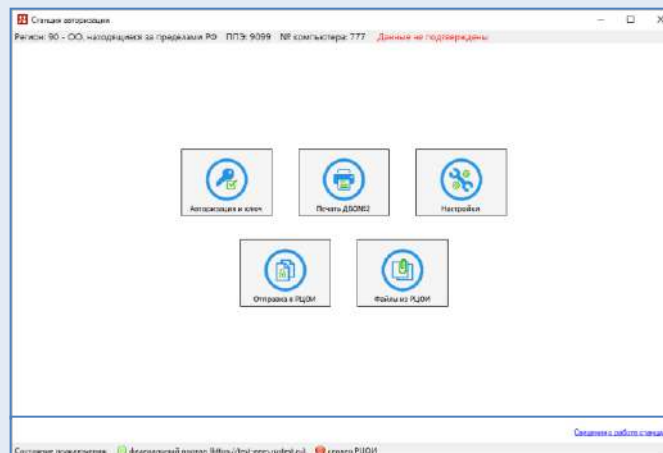 Станция авторизации
Регион: 90 - ОО, находящиеся за пределами РФ ППЭ: 9099 № компьютера: 777 Данные не подтверждены
Авторизация и ключ
Печать ДБО№2
Настройки
Отправка в РЦОИ
Файлы из РЦОИ
Сведения о работе станции
Состояние подключения: федеральный портал сервер РЦОИ